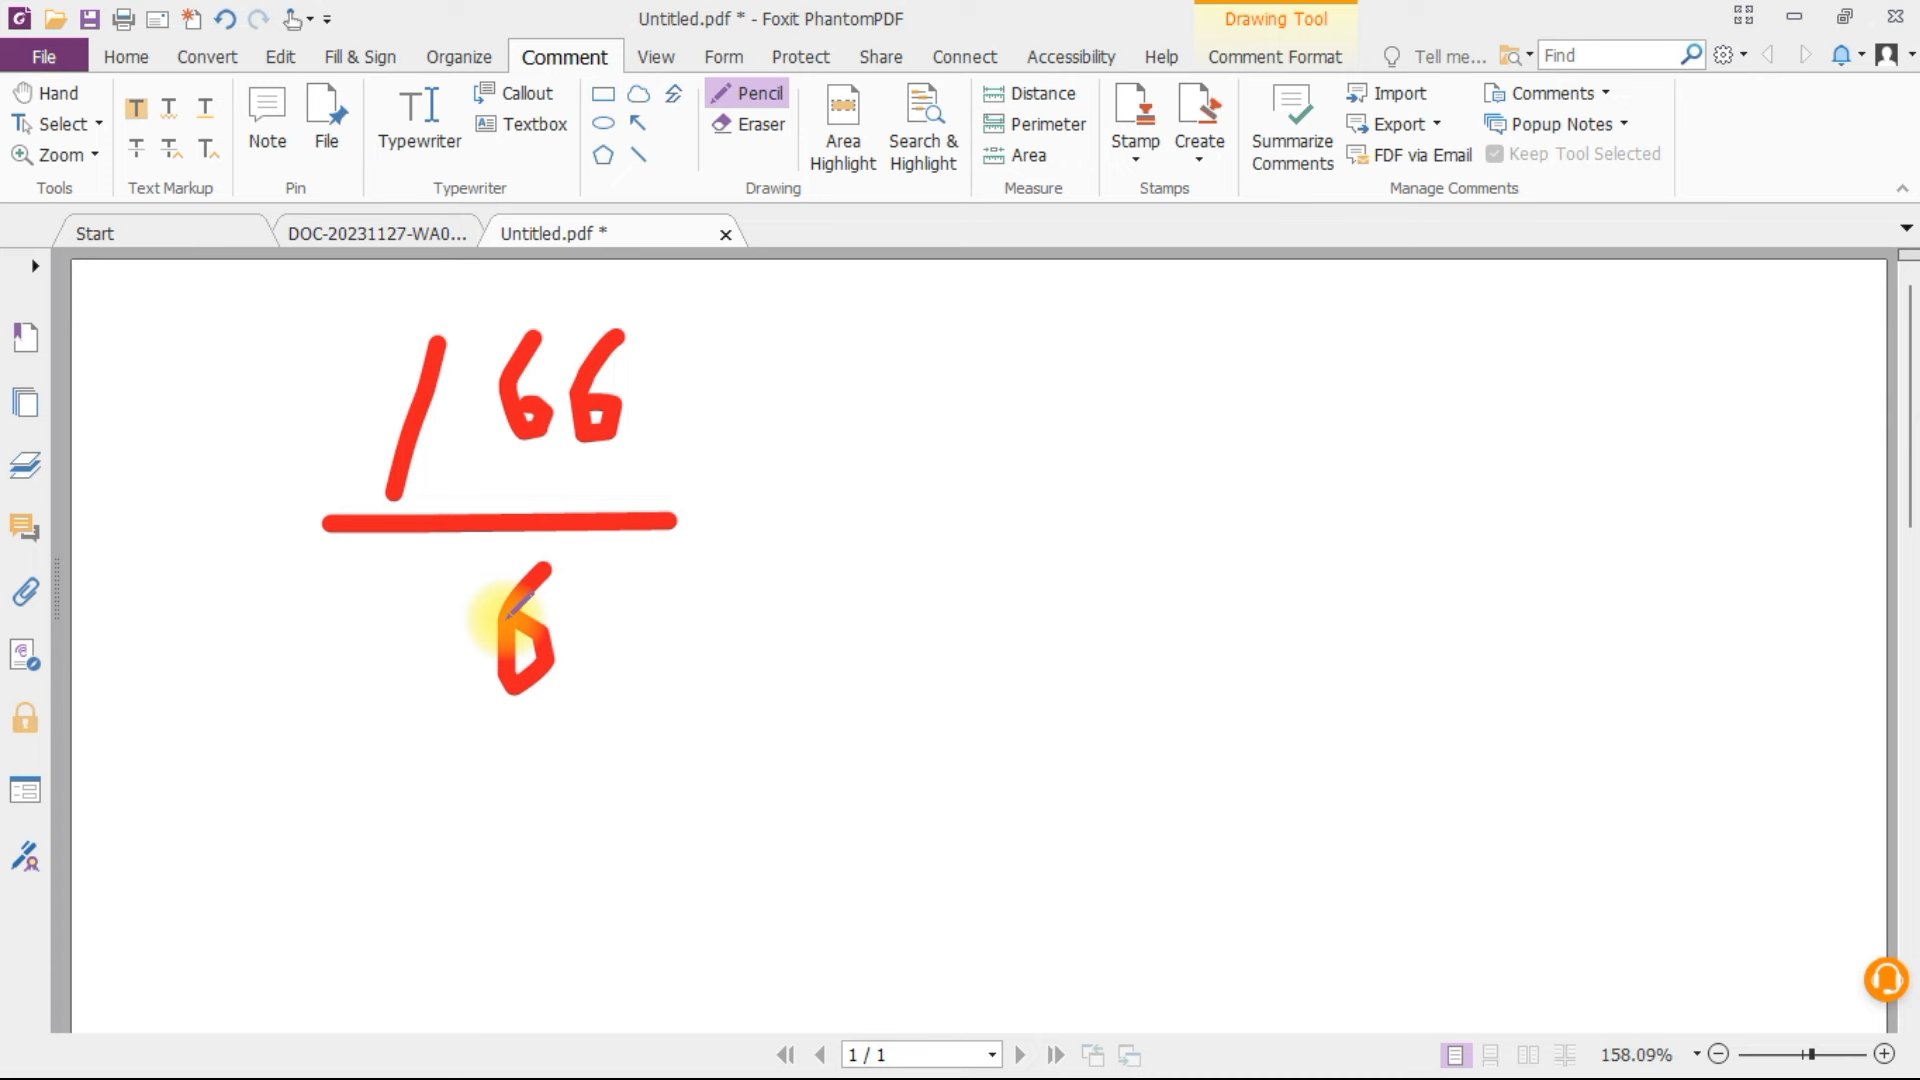 Untitled.pdf * - Foxit PhantomPDF
Drawing Tool
File Home Convert Edit Fill & Sign Organize Comment View Form Protect Share Connect Accessibility Help Comment Format Tell me... Find
Hand
Select
Zoom
Tools
Text Markup
Note
File
Pin
Typewriter
Callout
Textbox
Typewriter
Pencil
Eraser
Area Highlight
Search & Highlight
Drawing
Distance
Perimeter
Area
Measure
Stamp
Create
Stamps
Summarize Comments
Import
Export
FDF via Email
Comments
Popup Notes
Keep Tool Selected
Manage Comments
Start DOC-20231127-WA0... Untitled.pdf *
166
6
1 / 1
158.09%